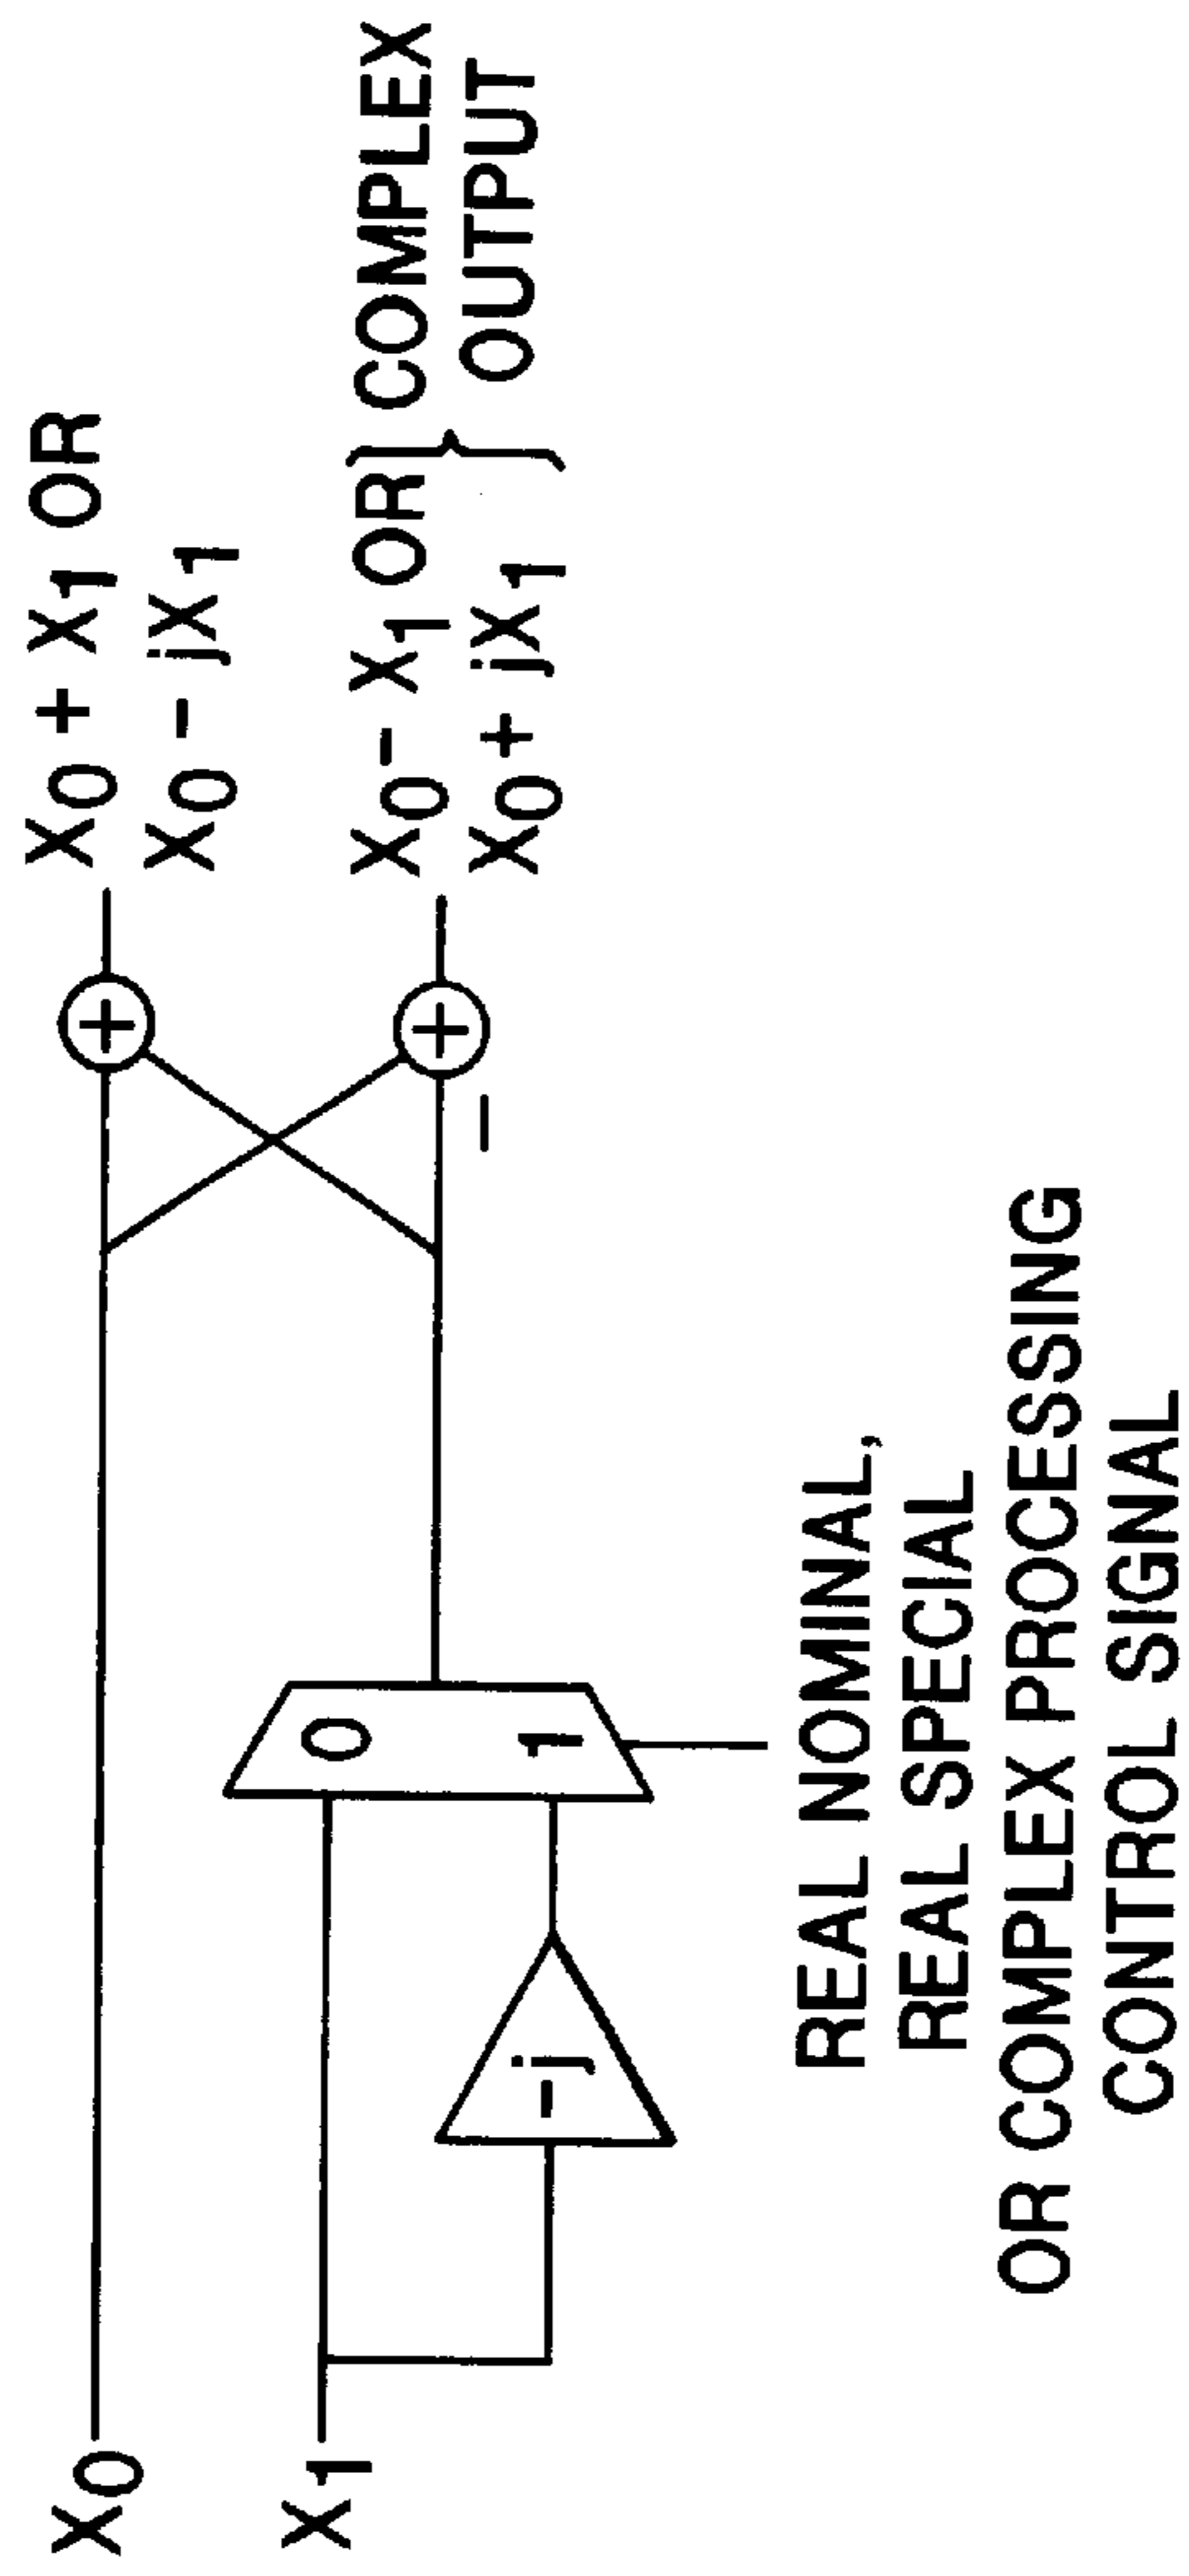 X0
X1
-j
0
1
REAL NOMINAL,
REAL SPECIAL
OR COMPLEX PROCESSING
CONTROL SIGNAL
+
+
-
X0 + X1 OR
X0 - jX1
X0 - X1 OR
X0 + jX1
} COMPLEX
OUTPUT